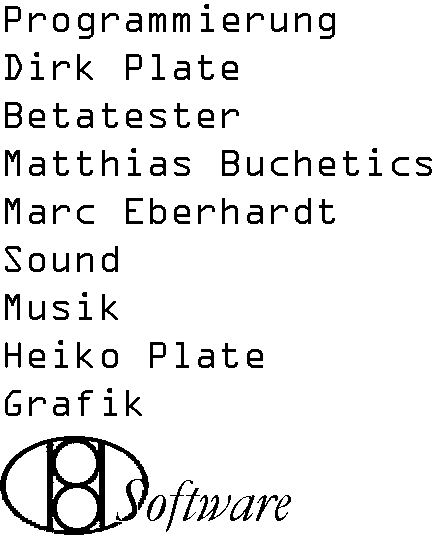 Programmierung
Dirk Plate
Betatester
Matthias Buchetics
Marc Eberhardt
Sound
Musik
Heiko Plate
Grafik
Software